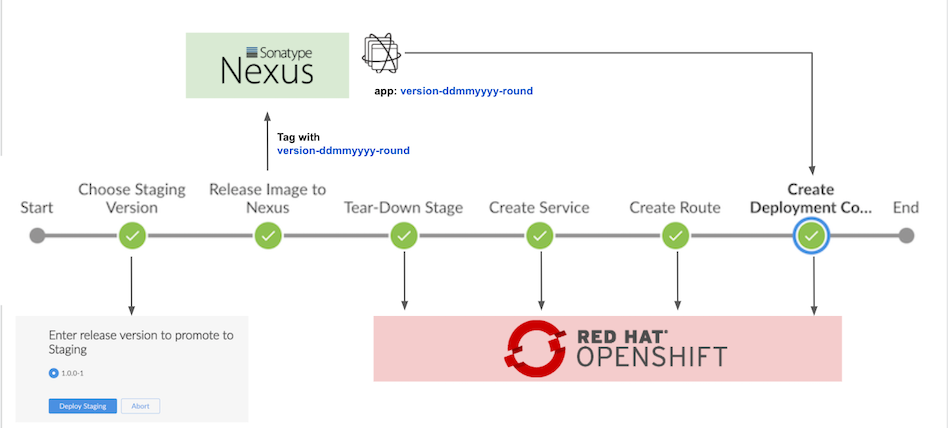 Sonatype
Nexus
app: version-ddmmyyyy-round
Tag with
version-ddmmyyyy-round
Start
Choose Staging
Version
Release Image to
Nexus
Tear-Down Stage
Create Service
Create Route
Create
Deployment Co...
End
Enter release version to promote to
Staging
1.0.0-1
Deploy Staging
Abort
RED HAT®
OPENSHIFT